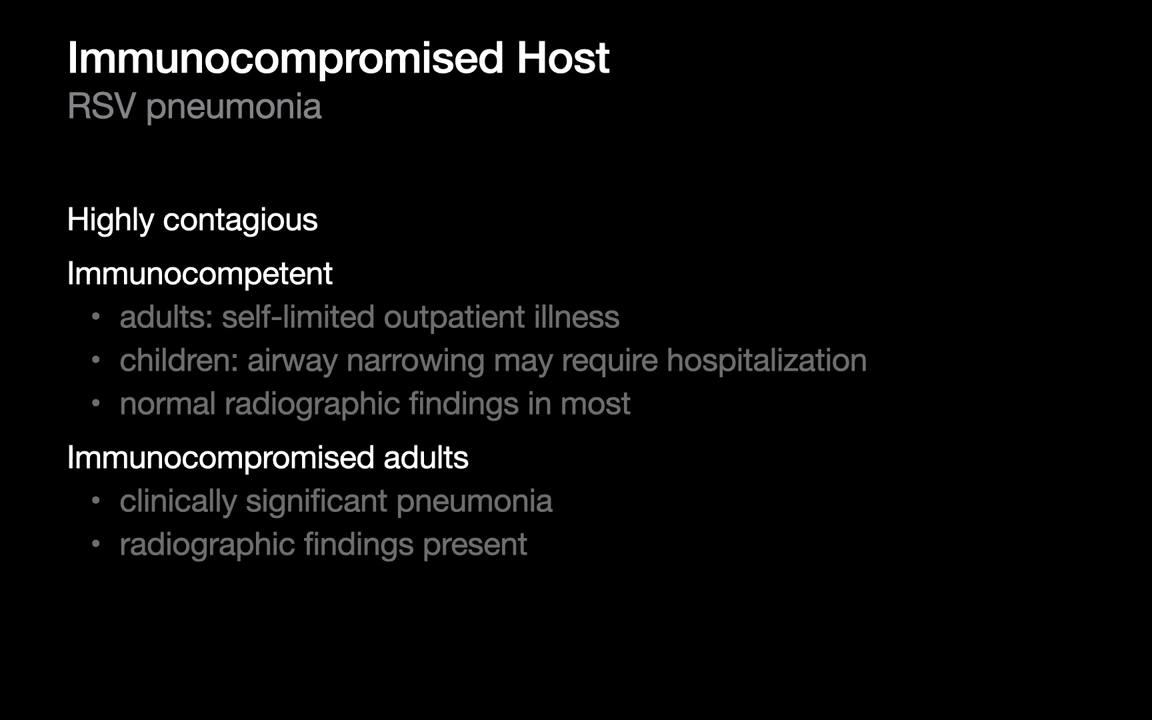 Immunocompromised Host
RSV pneumonia
Highly contagious
Immunocompetent
• adults: self-limited outpatient illness
• children: airway narrowing may require hospitalization
• normal radiographic findings in most
Immunocompromised adults
• clinically significant pneumonia
• radiographic findings present